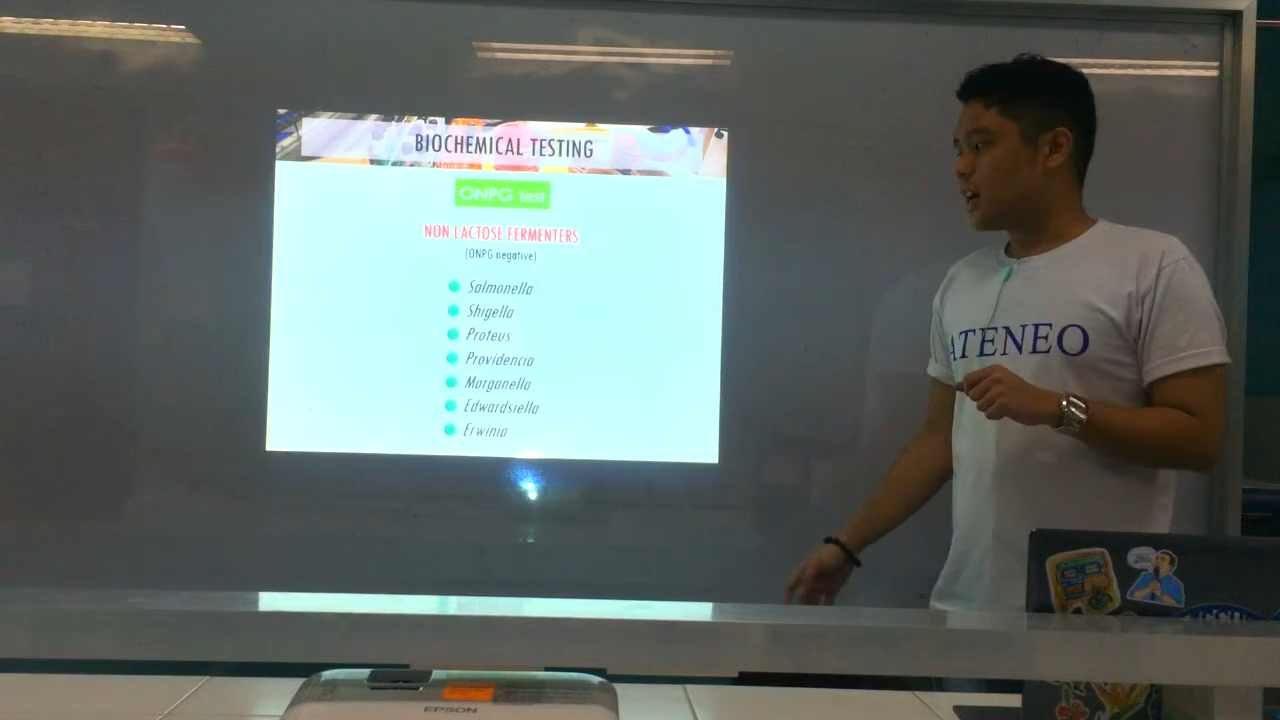 BIOCHEMICAL TESTING
ONPG test
NON LACTOSE FERMENTERS
(ONPG negative)
Salmonella
Shigella
Proteus
Providencia
Morganella
Edwardsiella
Erwinia
ATENEO
EPSON